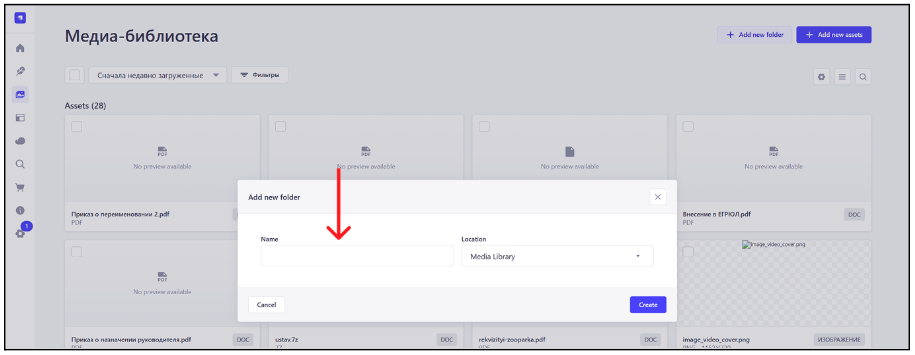 Медиа-библиотека
+ Add new folder
+ Add new assets
Сначала недавно загруженные
Фильтры
Assets (28)
PDF
No preview available
PDF
No preview available
No preview available
PDF
No preview available
Приказ о переименовании 2.pdf
PDF
Внесение в ЕГРЮЛ.pdf
PDF
DOC
Add new folder
Name
Location
Media Library
Cancel
Create
1
PDF
No preview available
image_video_cover.png
Приказ о назначении руководителя.pdf
DOC
ustav.7z
DOC
rekvizityi-zooparka.pdf
DOC
image_video_cover.png
ИЗОБРАЖЕНИЕ